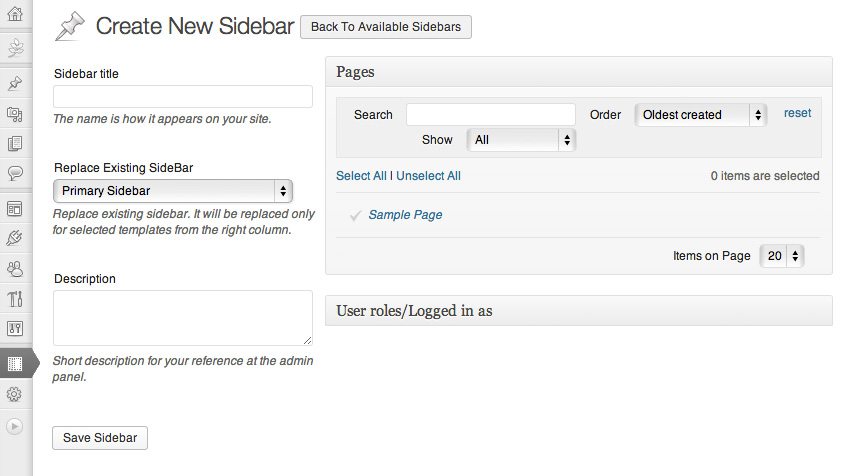 Create New Sidebar Back To Available Sidebars
Sidebar title
The name is how it appears on your site.
Replace Existing SideBar
Primary Sidebar
Replace existing sidebar. It will be replaced only
for selected templates from the right column.
Description
Short description for your reference at the admin
panel.
Save Sidebar
Pages
Search Order Oldest created reset
Show All
Select All | Unselect All 0 items are selected
Sample Page
Items on Page 20
User roles/Logged in as